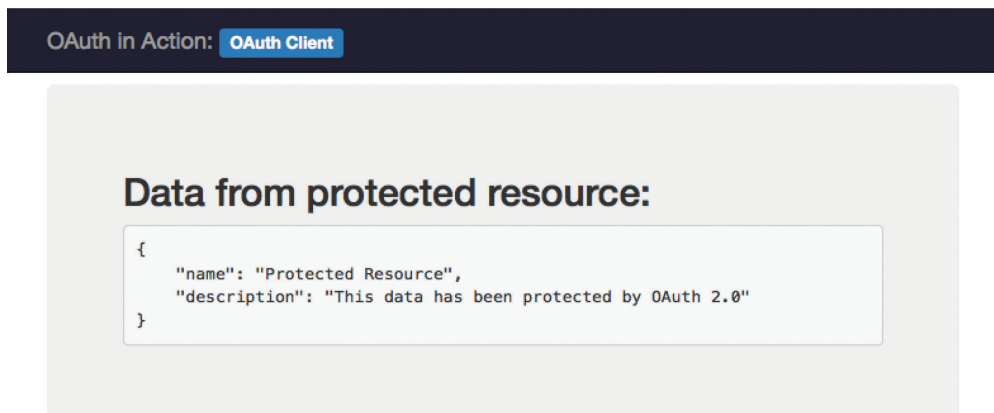 OAuth in Action: OAuth Client
Data from protected resource:
{
    "name": "Protected Resource",
    "description": "This data has been protected by OAuth 2.0"
}